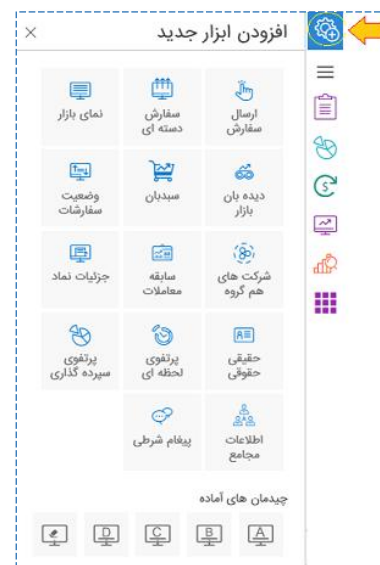 افزودن ابزار جدید
ارسال
سفارش
سفارش
دسته ای
نمای بازار
دیده بان
بازار
سبدبان
وضعیت
سفارشات
شرکت های
هم گروه
سابقه
معاملات
جزئیات نماد
حقیقی
حقوقی
پرتفوی
لحظه ای
پرتفوی
سپرده گذاری
اطلاعات
مجامع
پیغام شرطی
چیدمان های آماده
A
B
C
D